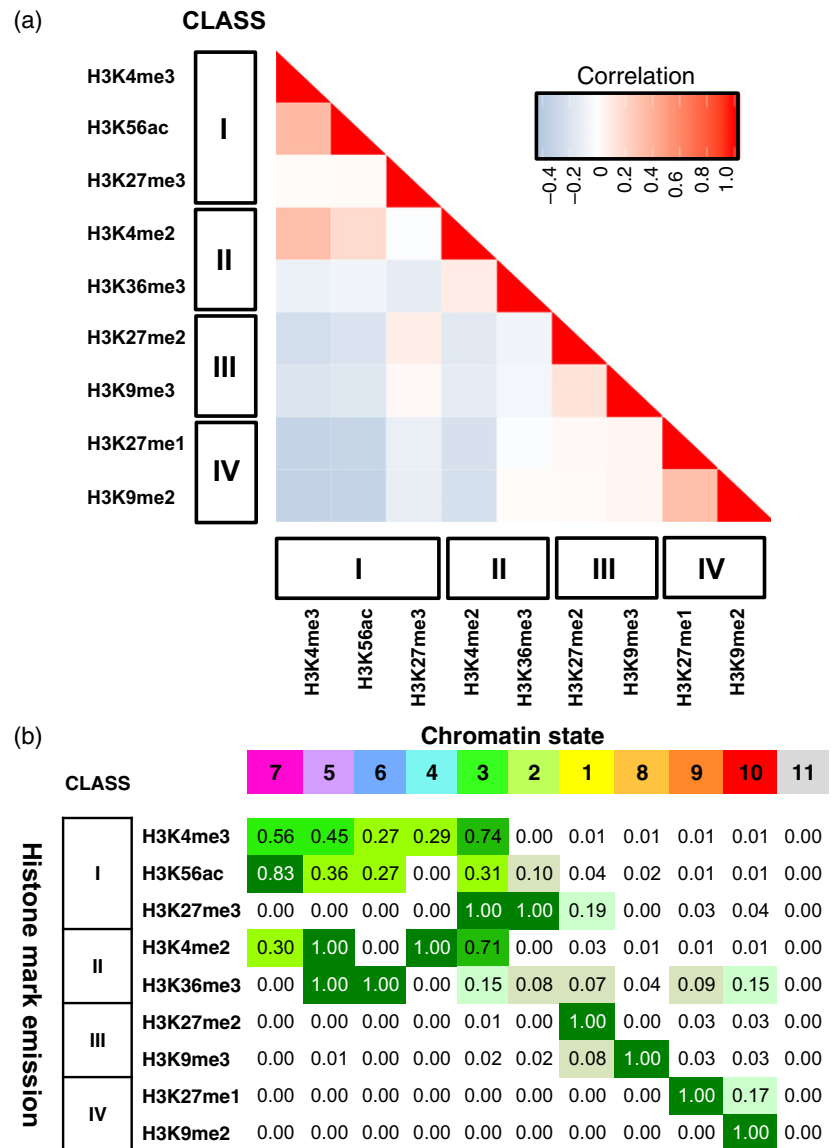 (a)
CLASS
H3K4me3
H3K56ac
H3K27me3
H3K4me2
H3K36me3
H3K27me2
H3K9me3
H3K27me1
H3K9me2
I
II
III
IV
Correlation
−0.4
−0.2
0
0.2
0.4
0.6
0.8
1.0
I II III IV
H3K4me3
H3K56ac
H3K27me3
H3K4me2
H3K36me3
H3K27me2
H3K9me3
H3K27me1
H3K9me2
(b)
Chromatin state
CLASS 7 5 6 4 3 2 1 8 9 10 11
Histone mark emission
I
II
III
IV
H3K4me3 0.56 0.45 0.27 0.29 0.74 0.00 0.01 0.01 0.01 0.01 0.00
H3K56ac 0.83 0.36 0.27 0.00 0.31 0.10 0.04 0.02 0.01 0.01 0.00
H3K27me3 0.00 0.00 0.00 0.00 1.00 1.00 0.19 0.00 0.03 0.04 0.00
H3K4me2 0.30 1.00 0.00 1.00 0.71 0.00 0.03 0.01 0.01 0.01 0.00
H3K36me3 0.00 1.00 1.00 0.00 0.15 0.08 0.07 0.04 0.09 0.15 0.00
H3K27me2 0.00 0.00 0.00 0.00 0.01 0.00 1.00 0.00 0.03 0.03 0.00
H3K9me3 0.00 0.01 0.00 0.00 0.02 0.02 0.08 1.00 0.03 0.03 0.00
H3K27me1 0.00 0.00 0.00 0.00 0.00 0.00 0.00 0.00 1.00 0.17 0.00
H3K9me2 0.00 0.00 0.00 0.00 0.00 0.00 0.00 0.00 0.00 1.00 0.00